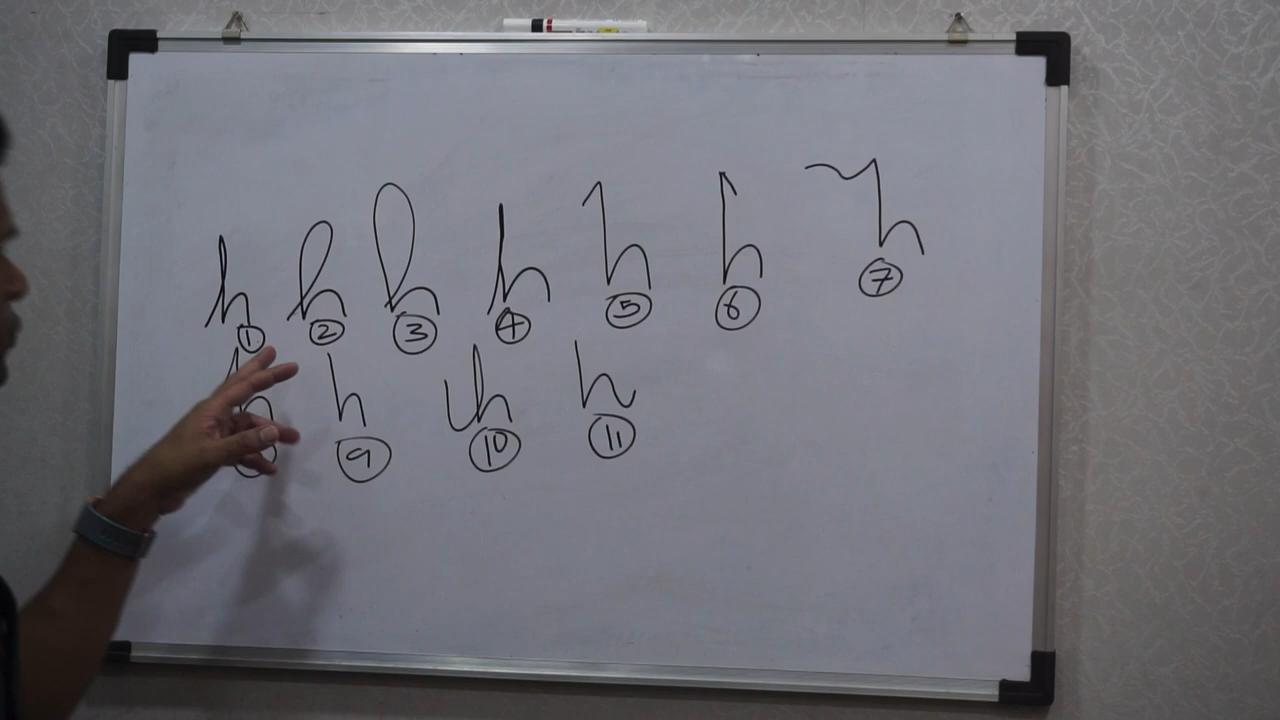 h h h h h h h
① ② ③ ④ ⑤ ⑥ ⑦
h h h h
⑨ ⑩ ⑪